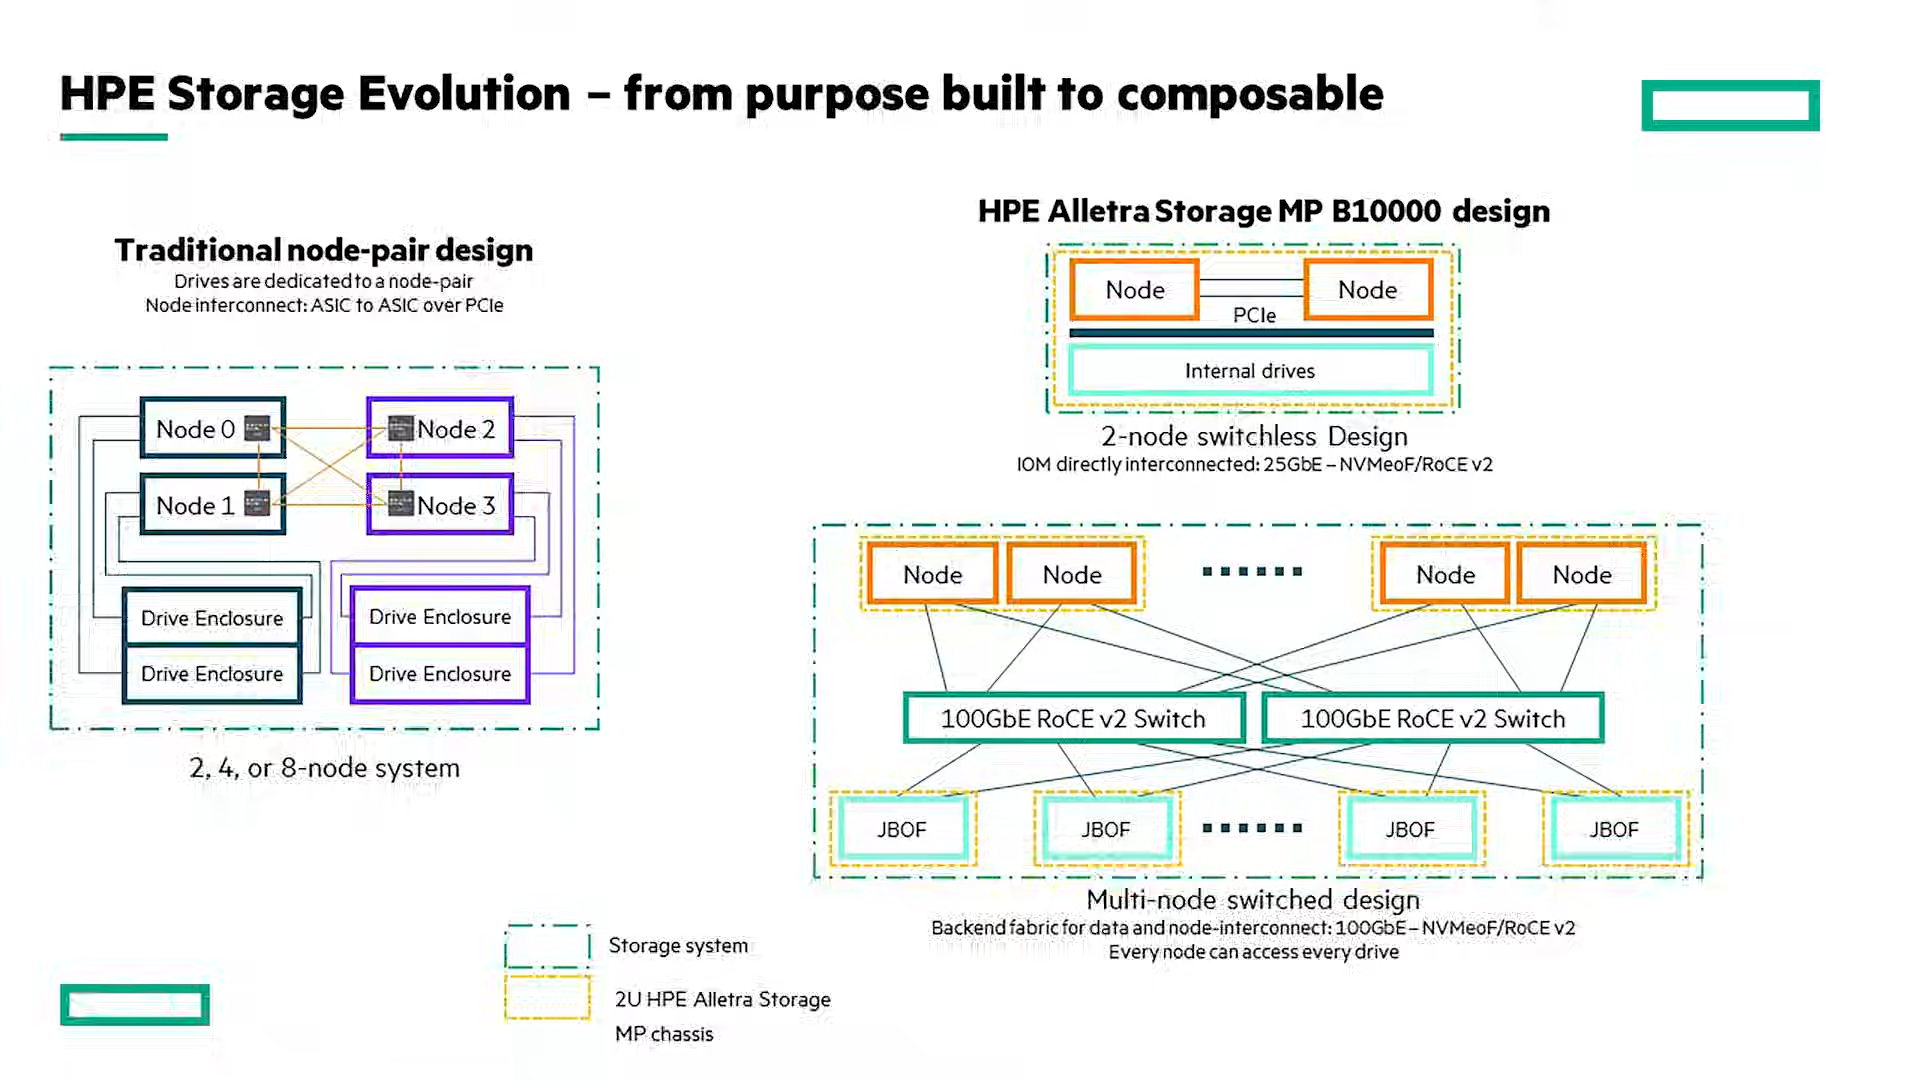 HPE Storage Evolution – from purpose built to composable
Traditional node-pair design
Drives are dedicated to a node-pair
Node interconnect: ASIC to ASIC over PCIe
Node 0
Node 2
Node 1
Node 3
Drive Enclosure
Drive Enclosure
Drive Enclosure
Drive Enclosure
2, 4, or 8-node system
HPE Alletra Storage MP B10000 design
Node
Node
PCIe
Internal drives
2-node switchless Design
IOM directly interconnected: 25GbE – NVMeoF/RoCE v2
Node
Node
Node
Node
100GbE RoCE v2 Switch
100GbE RoCE v2 Switch
JBOF
JBOF
JBOF
JBOF
Multi-node switched design
Backend fabric for data and node-interconnect: 100GbE – NVMeoF/RoCE v2
Every node can access every drive
Storage system
2U HPE Alletra Storage
MP chassis